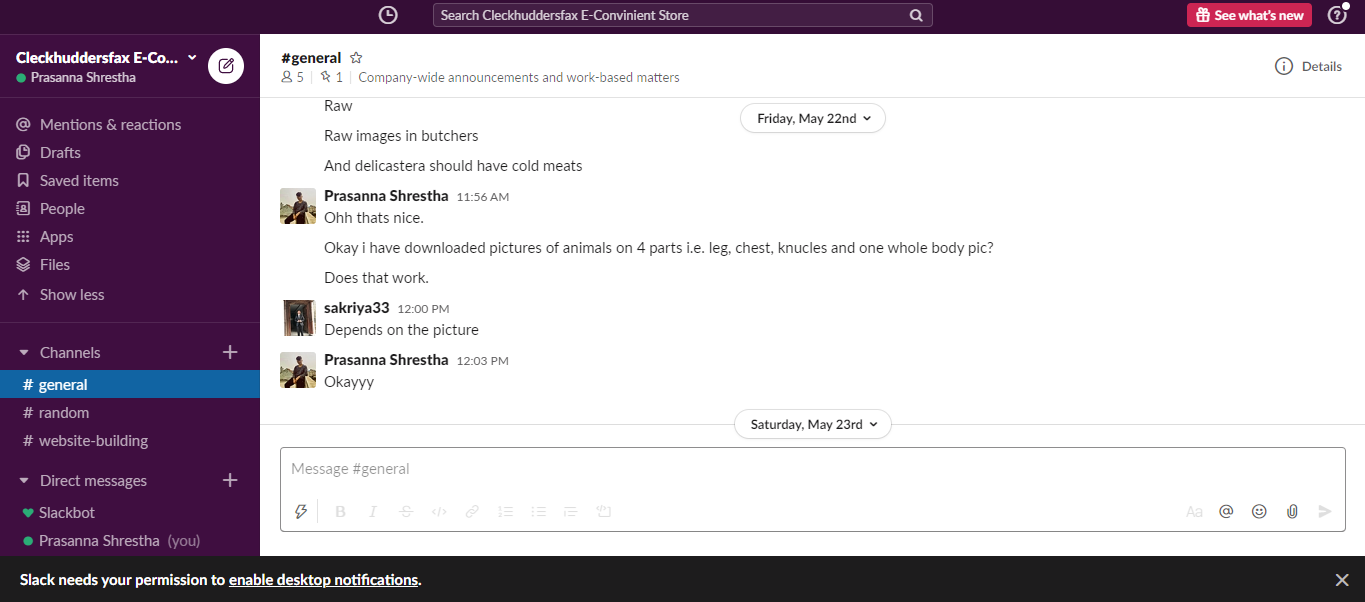 Search Cleckhuddersfax E-Convinient Store
See what's new
Cleckhuddersfax E-Co...
Prasanna Shrestha
Mentions & reactions
Drafts
Saved items
People
Apps
Files
Show less
Channels
# general
# random
# website-building
Direct messages
Slackbot
Prasanna Shrestha (you)
#general
5 | 1 | Company-wide announcements and work-based matters
Details
Raw
Friday, May 22nd
Raw images in butchers
And delicastera should have cold meats
Prasanna Shrestha 11:56 AM
Ohh thats nice.
Okay i have downloaded pictures of animals on 4 parts i.e. leg, chest, knucles and one whole body pic?
Does that work.
sakriya33 12:00 PM
Depends on the picture
Prasanna Shrestha 12:03 PM
Okayyy
Saturday, May 23rd
Message #general
B I S </> Aa @
Slack needs your permission to enable desktop notifications.